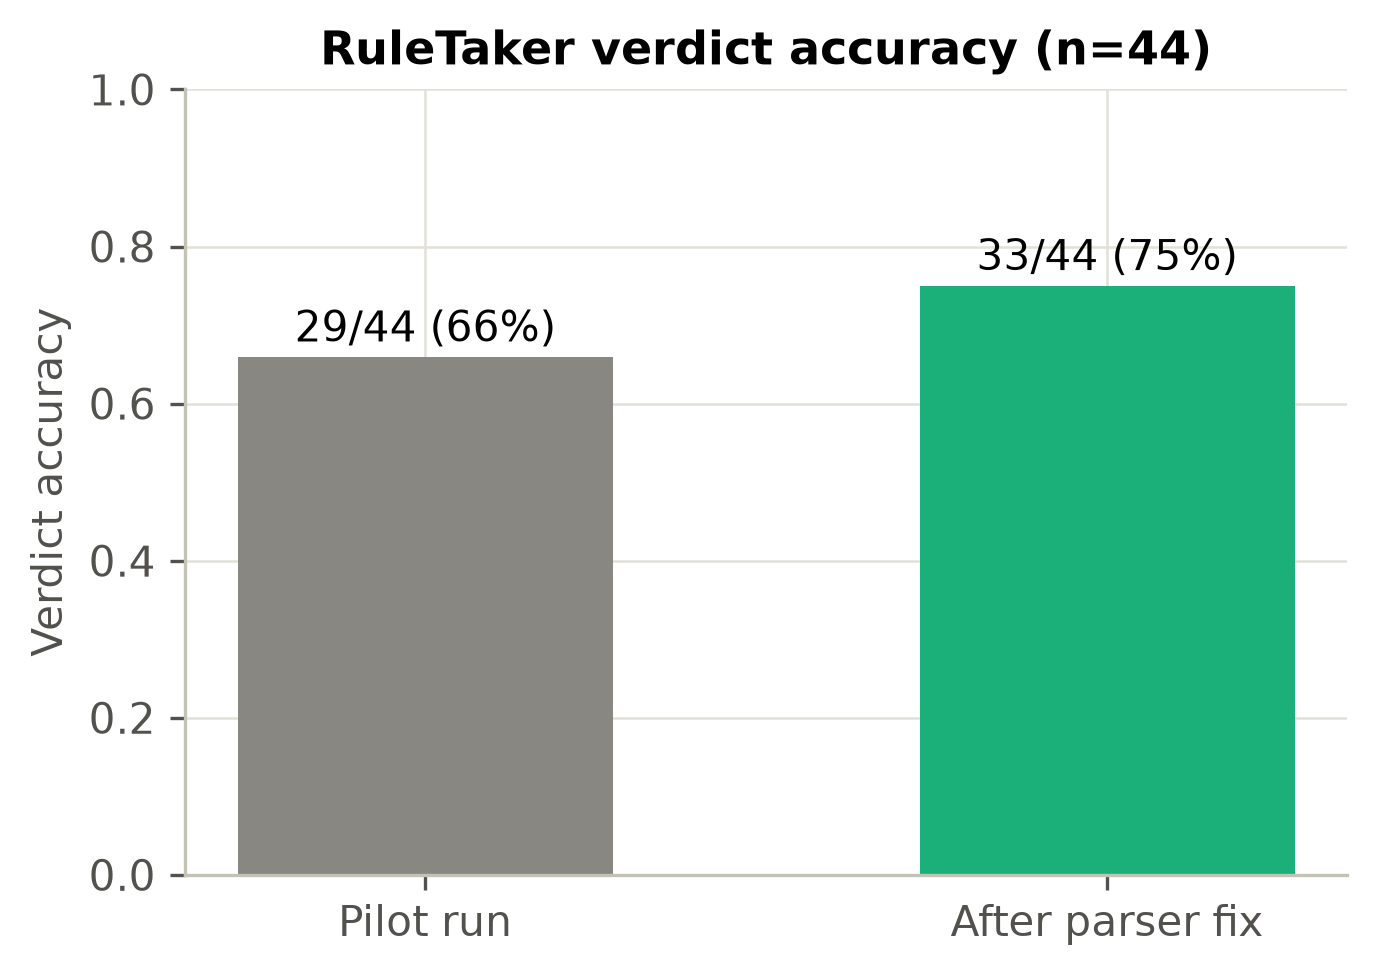 RuleTaker verdict accuracy (n=44)
1.0
0.8
0.6
0.4
0.2
0.0
Verdict accuracy
29/44 (66%)
33/44 (75%)
Pilot run
After parser fix